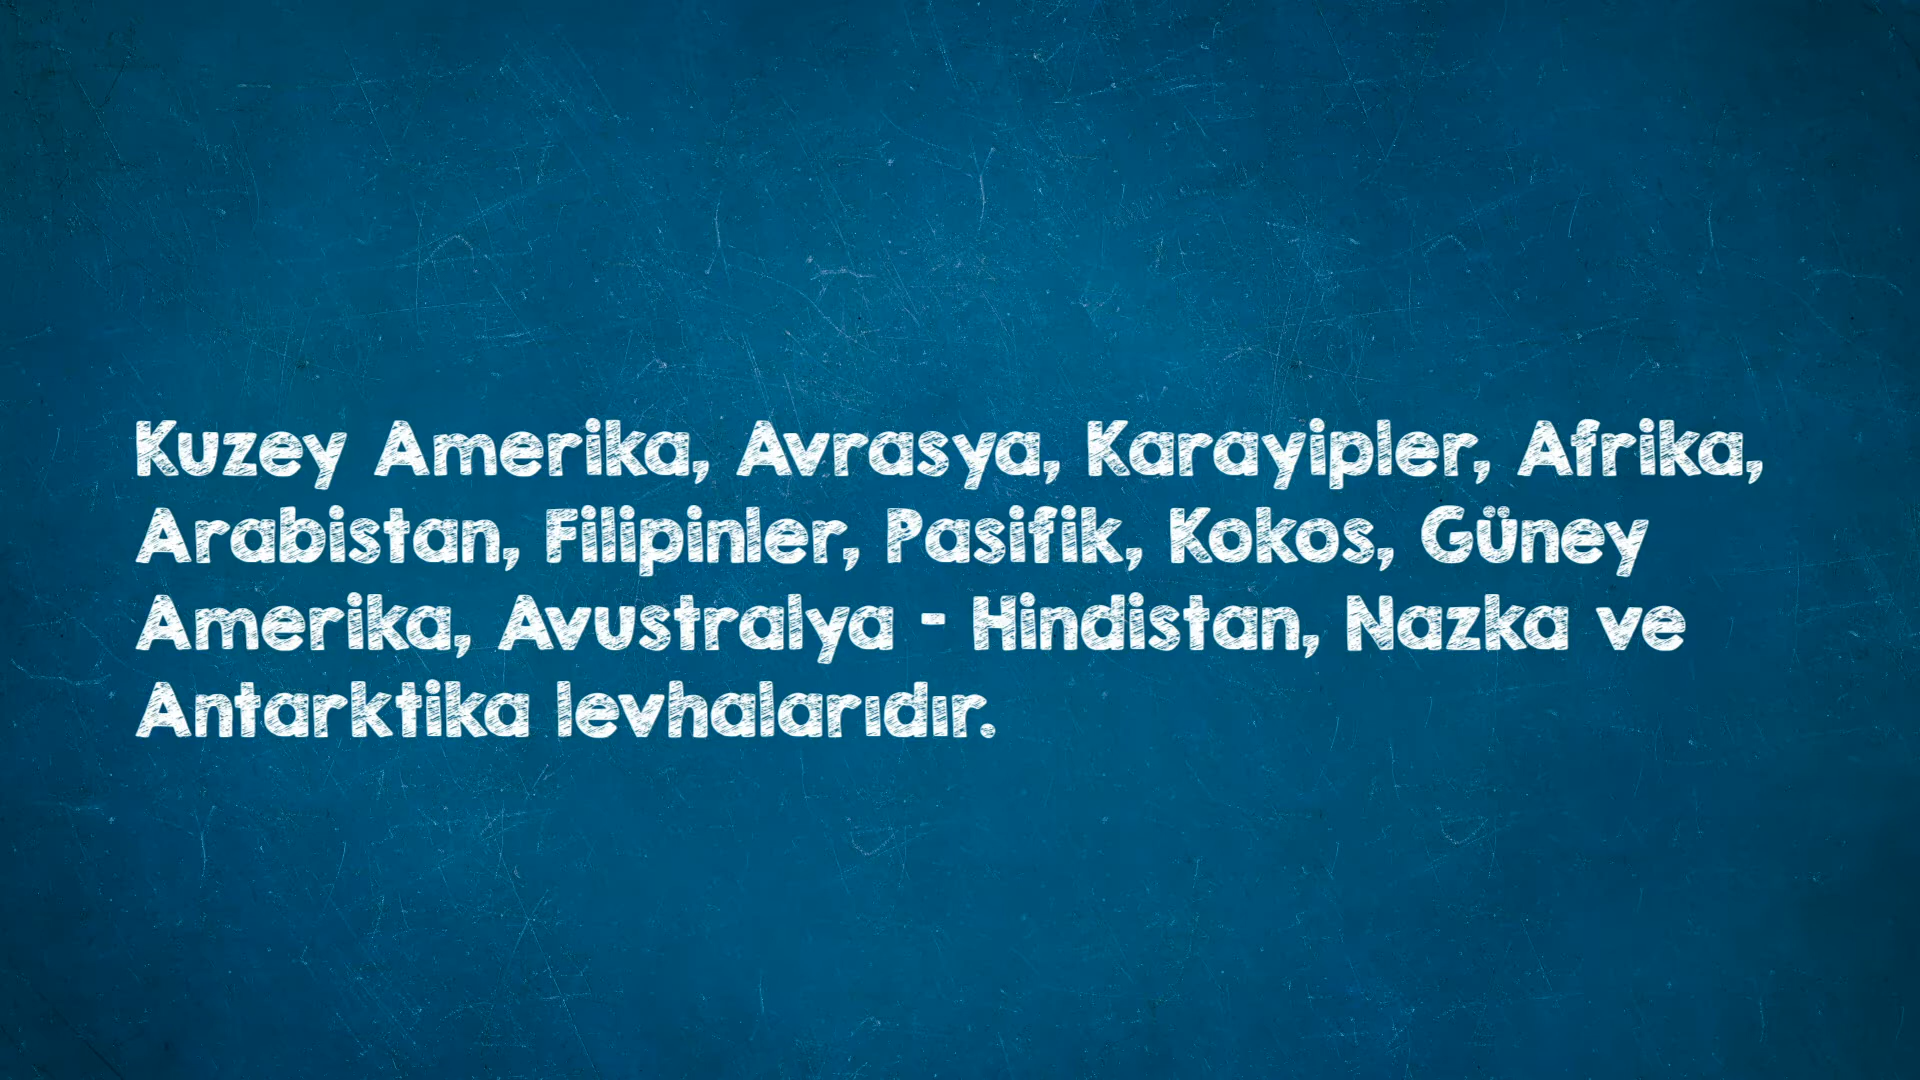 Kuzey Amerika, Avrasya, Karayipler, Afrika,
Arabistan, Filipinler, Pasifik, Kokos, Güney
Amerika, Avustralya - Hindistan, Nazka ve
Antarktika levhalarıdır.